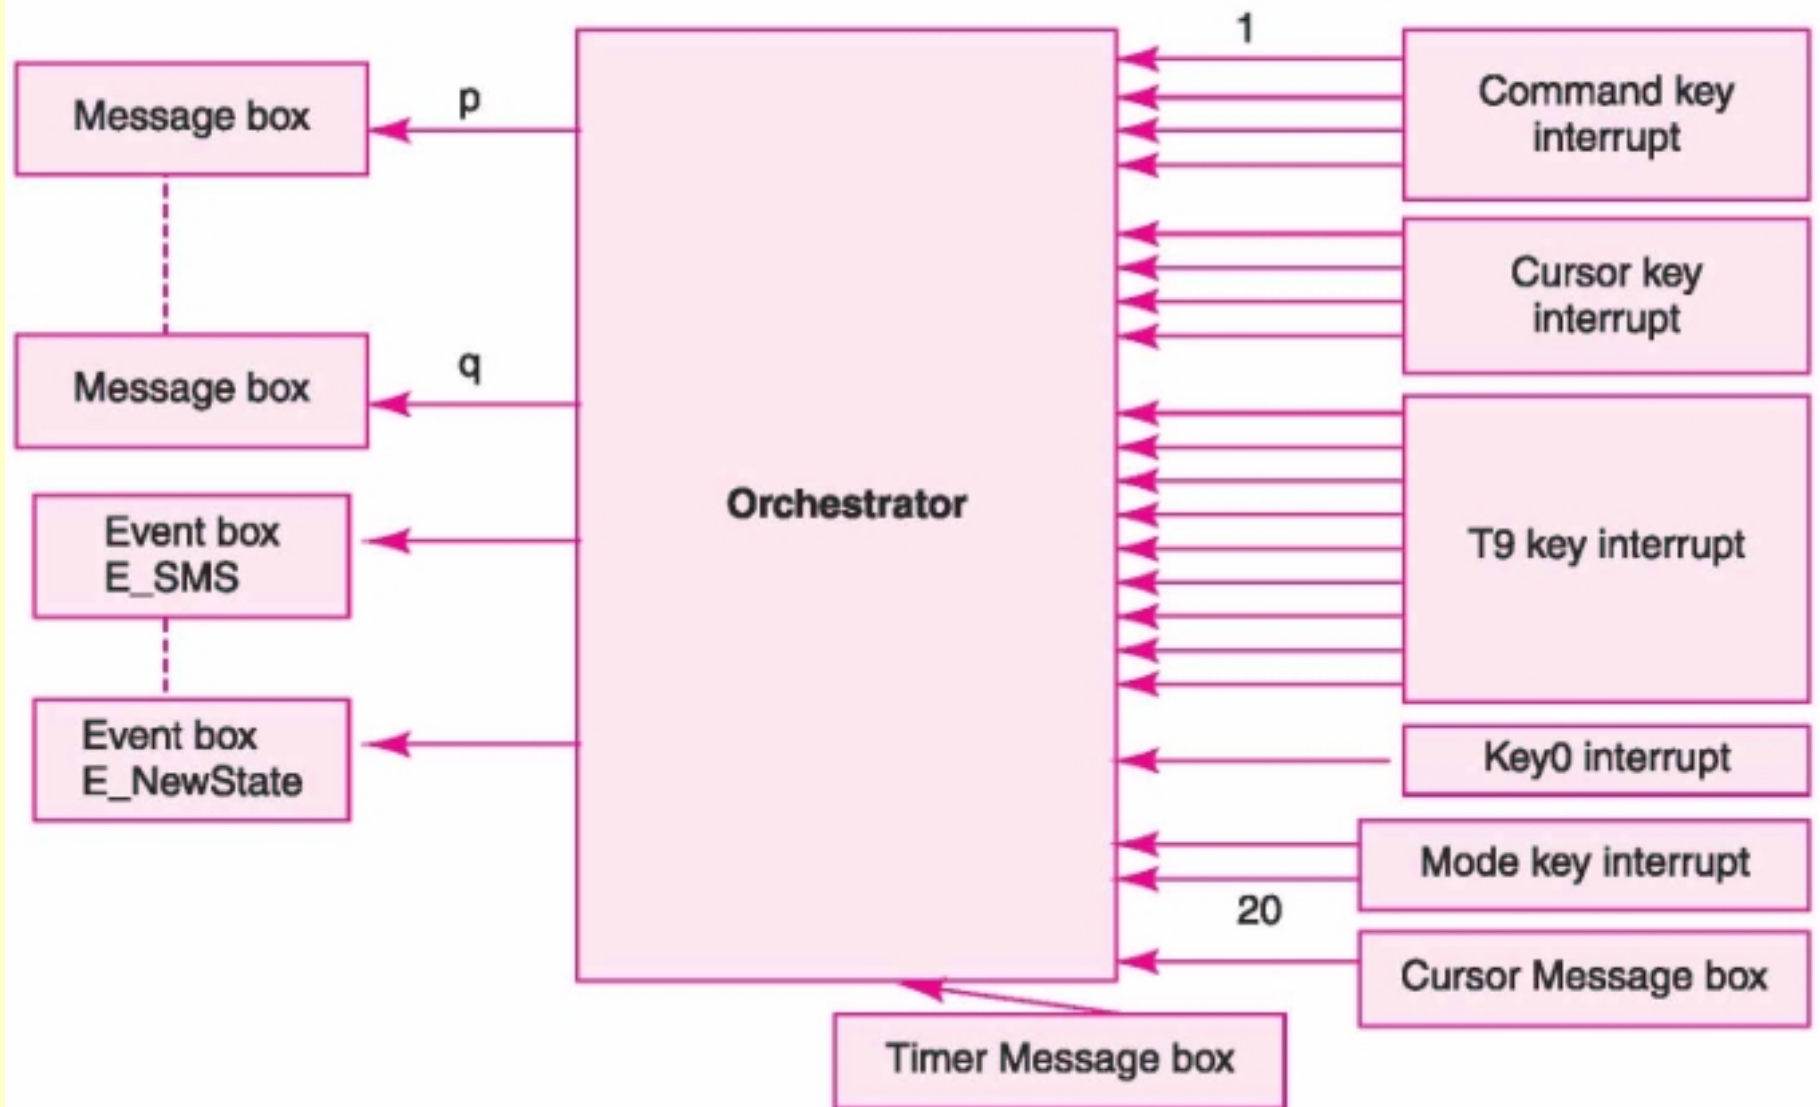 1
Message box
p
Command key
interrupt
Cursor key
interrupt
Message box
q
Event box
E_SMS
Orchestrator
T9 key interrupt
Event box
E_NewState
Key0 interrupt
Mode key interrupt
20
Cursor Message box
Timer Message box